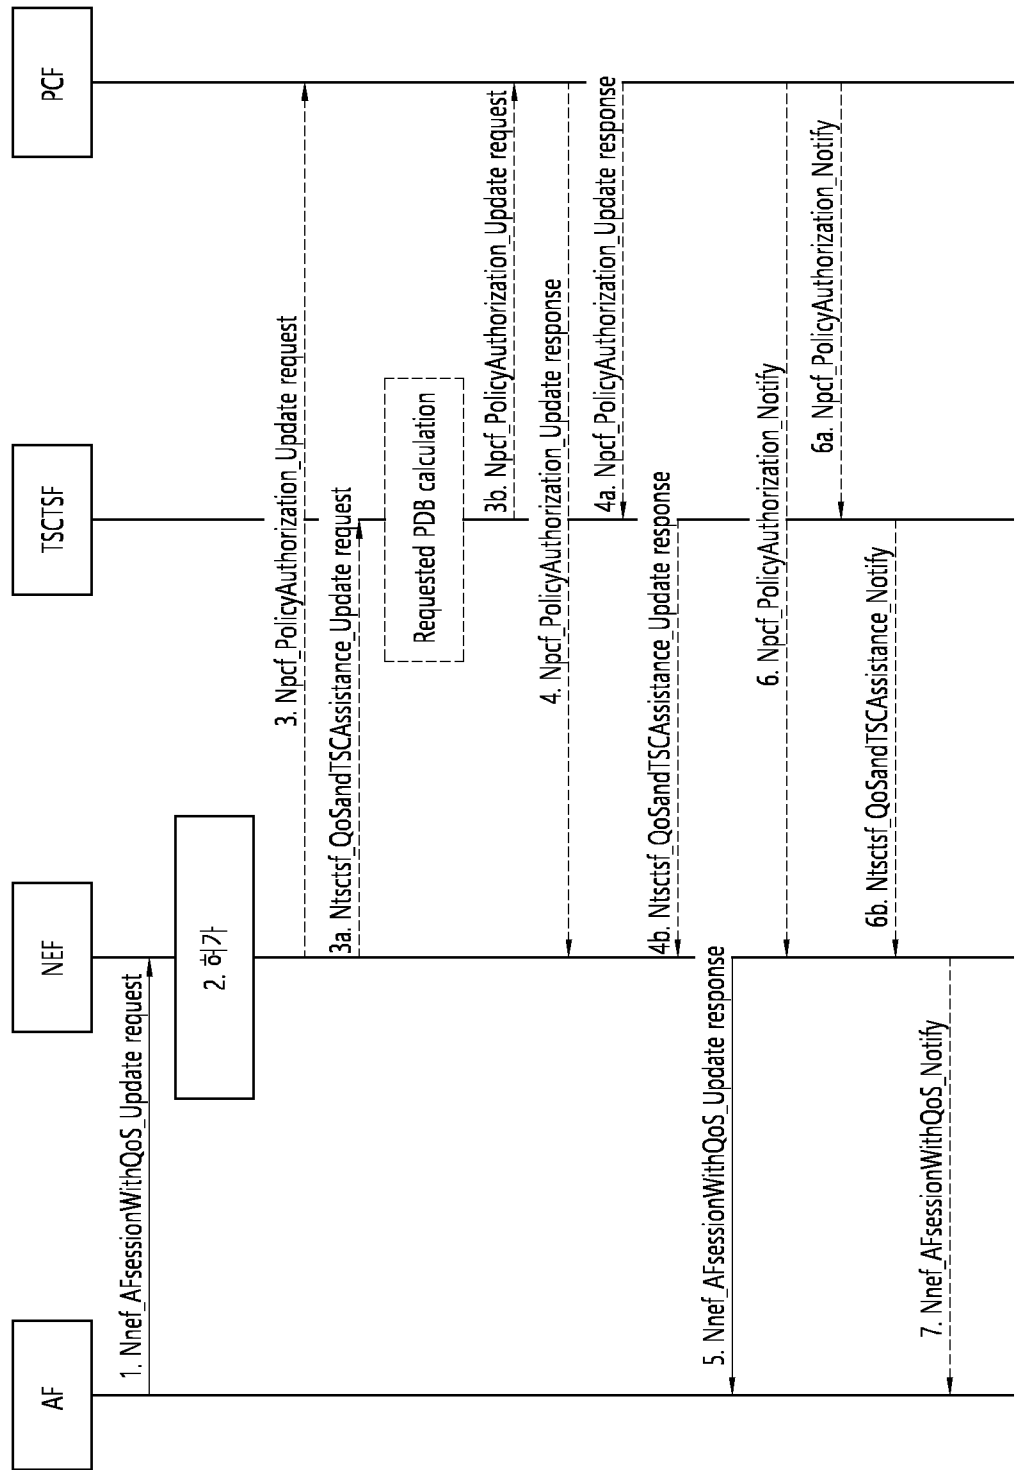 AF
NEF
TSCTSF
PCF
1. Nnef_AFsessionWithQoS_Update request
2. 허가
3. Npcf_PolicyAuthorization_Update request
3a. Ntsctsf_QoSandTSCAssistance_Update request
Requested PDB calculation
3b. Npcf_PolicyAuthorization_Update request
4. Npcf_PolicyAuthorization_Update response
4a. Npcf_PolicyAuthorization_Update response
4b. Ntsctsf_QoSandTSCAssistance_Update response
5. Nnef_AFsessionWithQoS_Update response
6. Npcf_PolicyAuthorization_Notify
6a. Npcf_PolicyAuthorization_Notify
6b. Ntsctsf_QoSandTSCAssistance_Notify
7. Nnef_AFsessionWithQoS_Notify